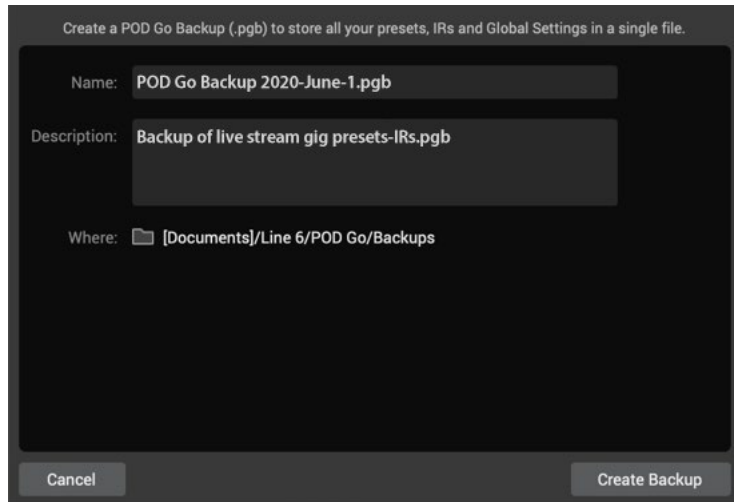 Create a POD Go Backup (.pgb) to store all your presets, IRs and Global Settings in a single file.
Name: POD Go Backup 2020-June-1.pgb
Description: Backup of live stream gig presets-IRs.pgb
Where: [Documents]/Line 6/POD Go/Backups
Cancel Create Backup